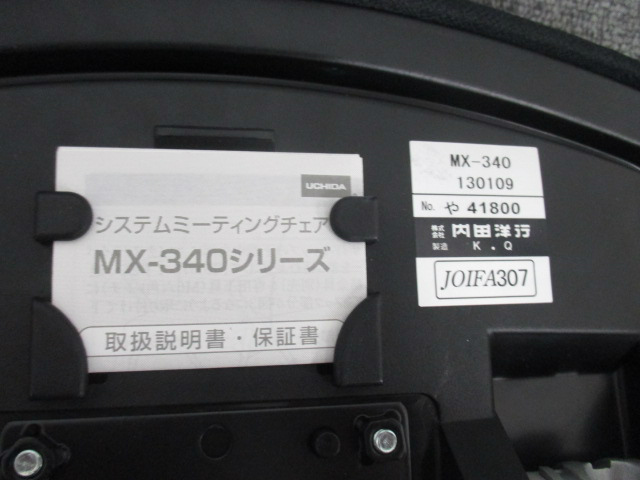 UCHIDA
システムミーティングチェア
MX-340シリーズ
取扱説明書・保証書
MX-340
130109
No. や 41800
株式会社 内田洋行
製造 K.Q
JOIFA307